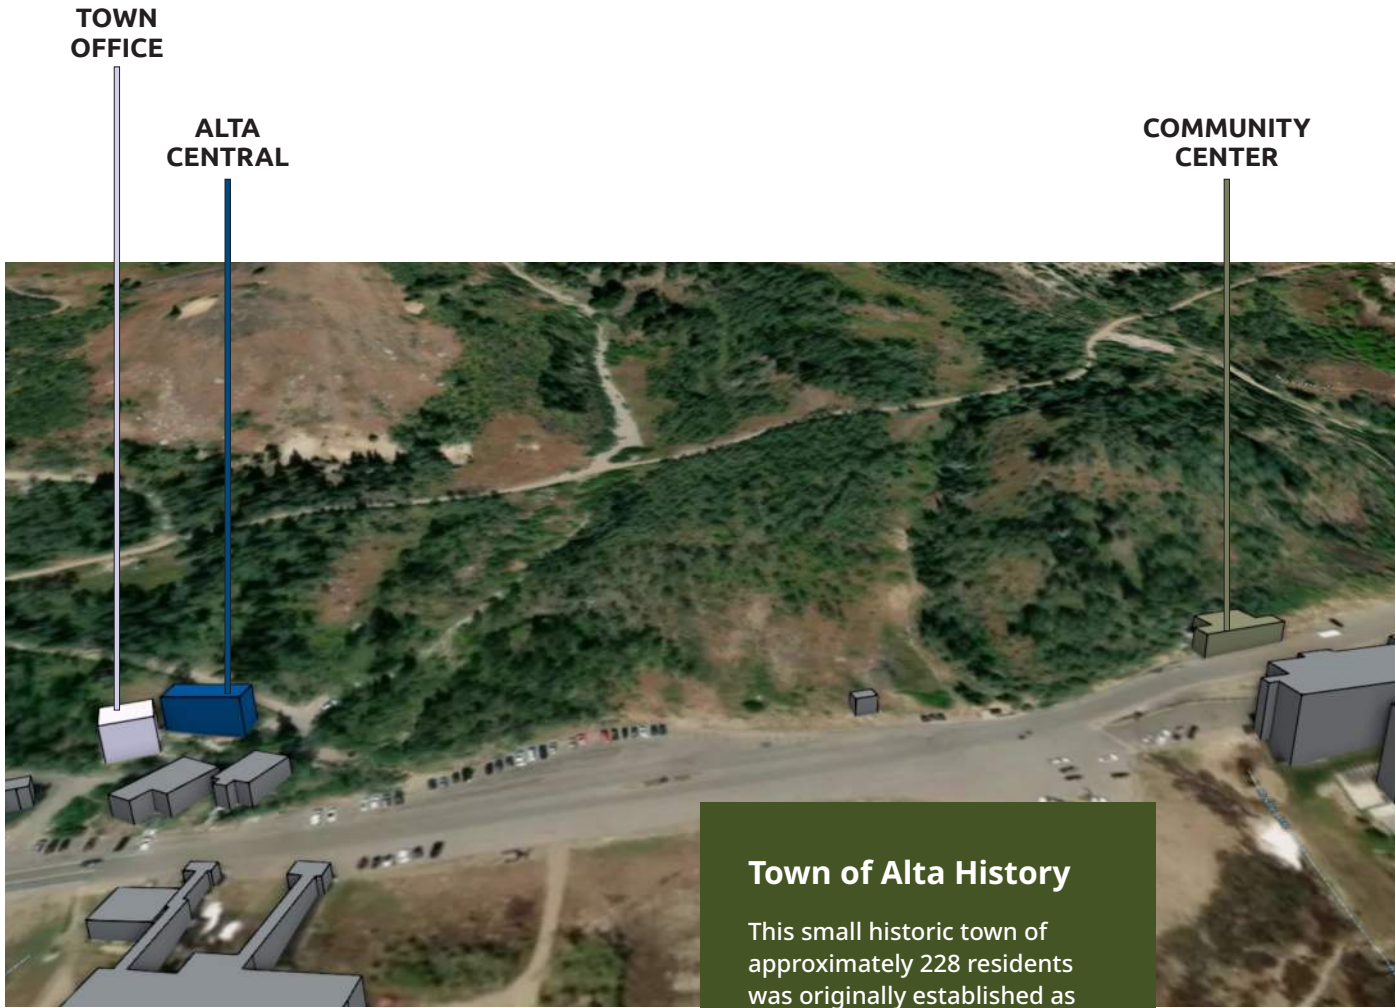 TOWN
OFFICE
ALTA
CENTRAL
COMMUNITY
CENTER
Town of Alta History
This small historic town of
approximately 228 residents
was originally established as